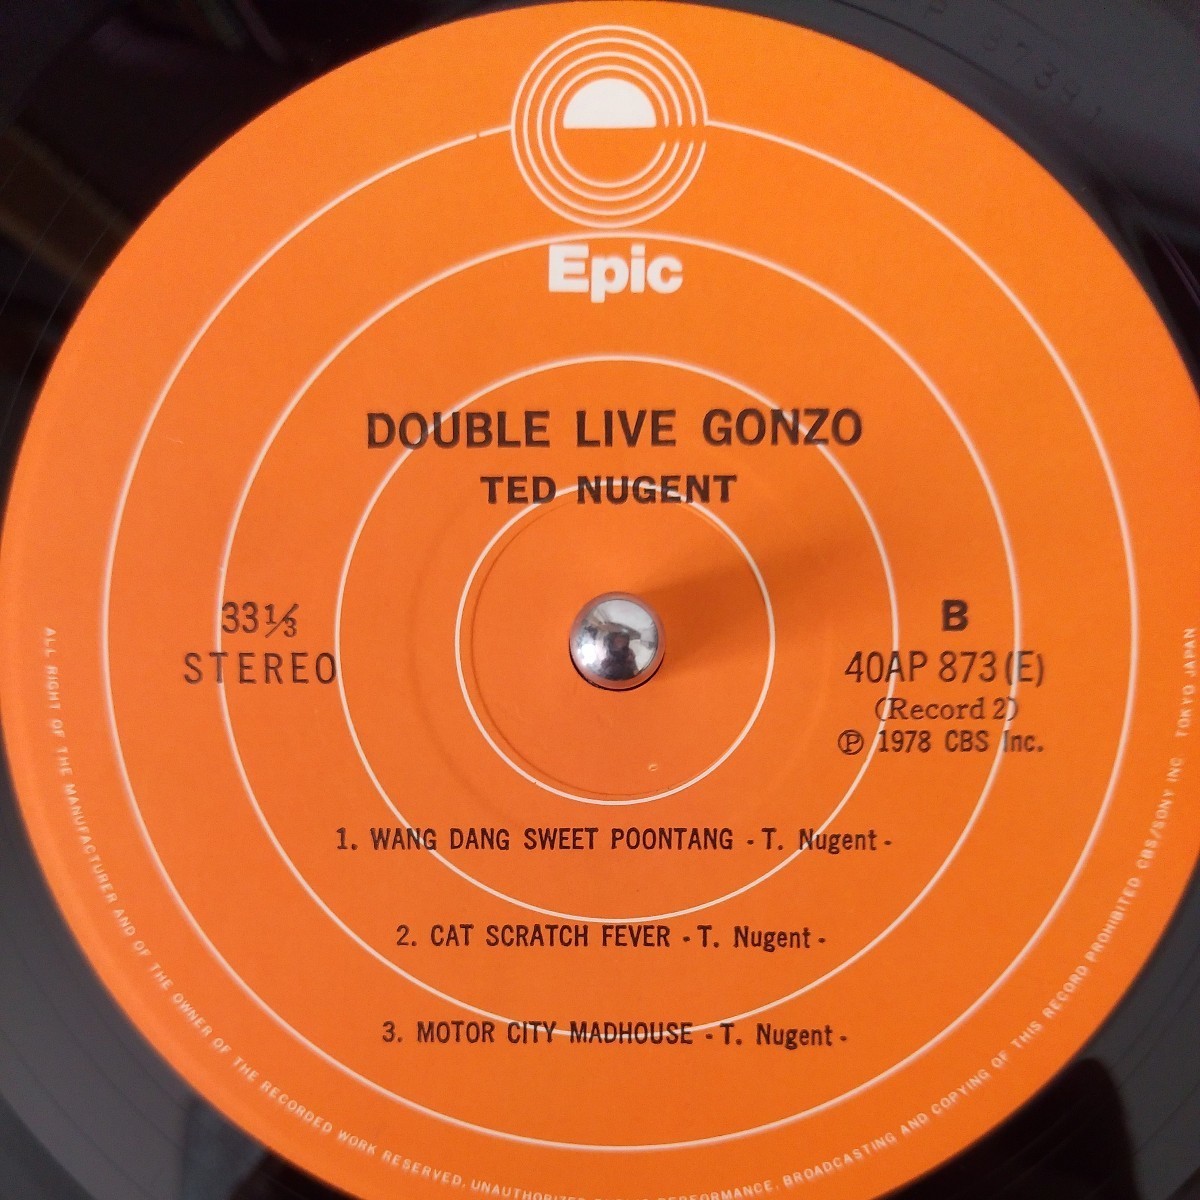 Epic
DOUBLE LIVE GONZO
TED NUGENT
33⅓
STEREO
B
40AP 873(E)
(Record 2)
Ⓟ 1978 CBS Inc.
1. WANG DANG SWEET POONTANG - T. Nugent -
2. CAT SCRATCH FEVER - T. Nugent -
3. MOTOR CITY MADHOUSE - T. Nugent -
ALL RIGHT OF THE MANUFACTURER AND OF THE OWNER OF THE RECORDED WORK RESERVED. UNAUTHORIZED PERFORMANCE, BROADCASTING AND COPYING OF THIS RECORD PROHIBITED CBS/SONY INC TOKYO JAPAN